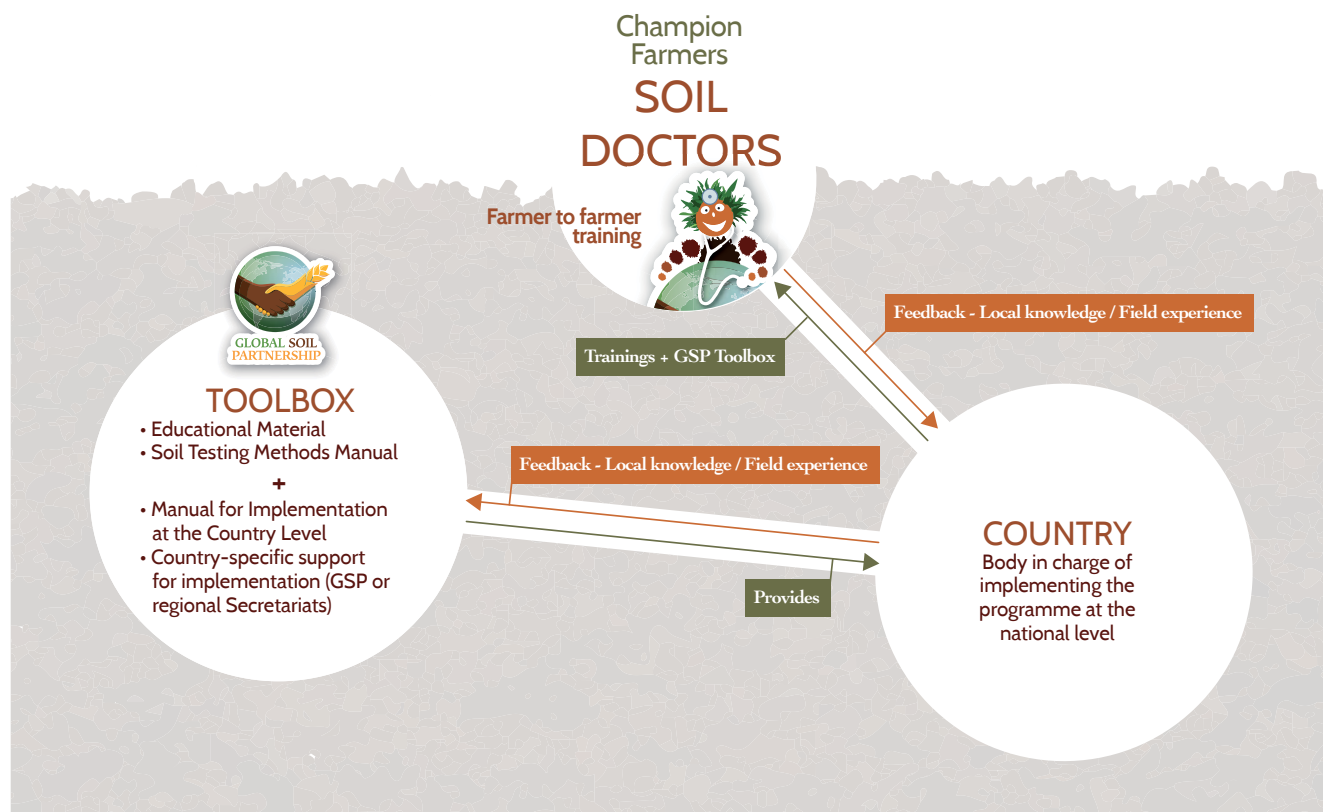 Champion
Farmers
SOIL
DOCTORS
Farmer to farmer
training
GLOBAL SOIL
PARTNERSHIP
TOOLBOX
• Educational Material
• Soil Testing Methods Manual
+
• Manual for Implementation
at the Country Level
• Country-specific support
for implementation (GSP or
regional Secretariats)
Trainings + GSP Toolbox
Feedback - Local knowledge / Field experience
Feedback - Local knowledge / Field experience
Provides
COUNTRY
Body in charge of
implementing the
programme at the
national level